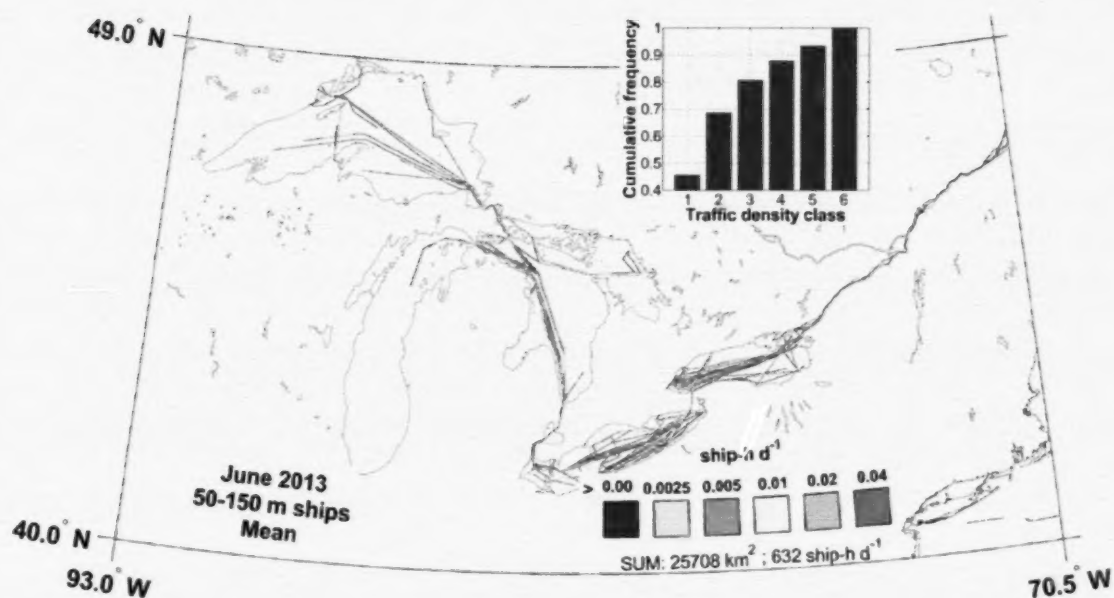 49.0° N
Cumulative frequency
1
0.9
0.8
0.7
0.6
0.5
0.4
1 2 3 4 5 6
Traffic density class
June 2013
50-150 m ships
Mean
ship-h d⁻¹
> 0.00 0.0025 0.005 0.01 0.02 0.04
SUM: 25708 km² ; 632 ship-h d⁻¹
40.0° N
93.0° W
70.5° W